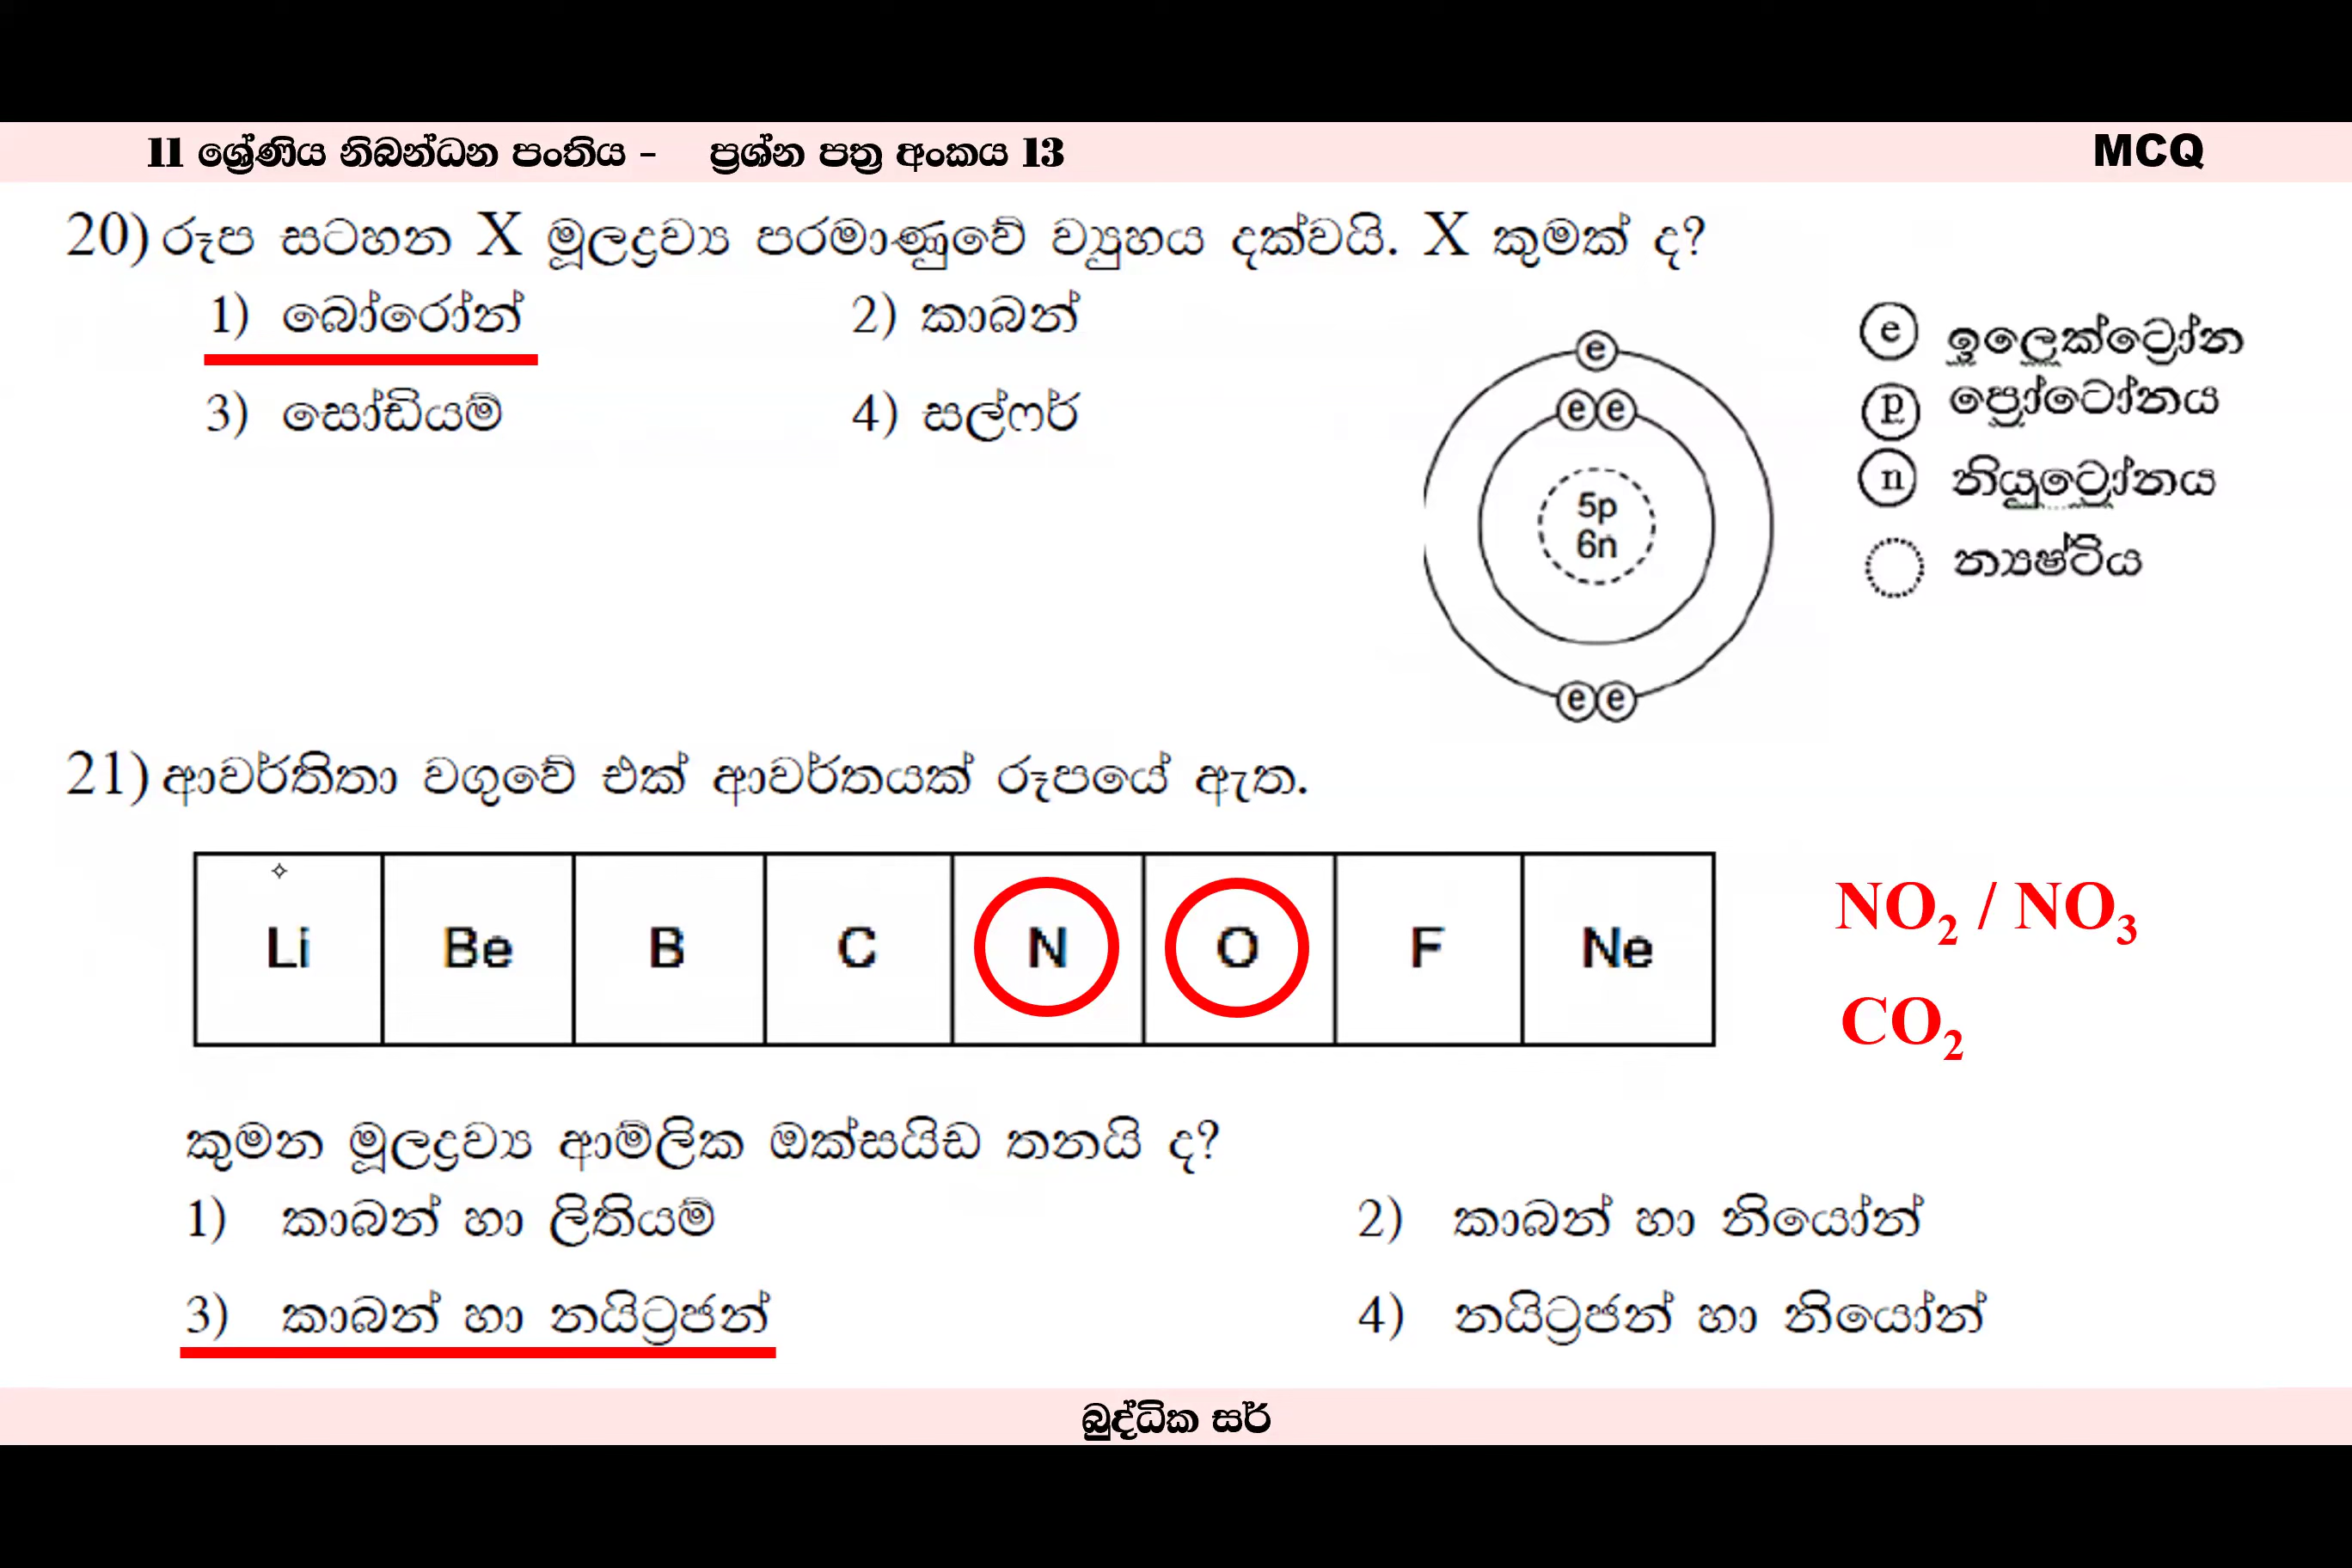 11 ශ්‍රේණිය නිබන්ධන පංතිය - ප්‍රශ්න පත්‍ර අංකය 13 MCQ
20) රූප සටහන X මූලද්‍රව්‍ය පරමාණුවේ ව්‍යුහය දක්වයි. X කුමක් ද?
1) බෝරෝන් 2) කාබන්
3) සෝඩියම් 4) සල්ෆර්
e ඉලෙක්ට්‍රෝන
p ප්‍රෝටෝනය
n නියුට්‍රෝනය
න්‍යෂ්ටිය
e
e e
5p
6n
e e
21) ආවර්තිතා වගුවේ එක් ආවර්තයක් රූපයේ ඇත.
Li Be B C N O F Ne
NO₂ / NO₃
CO₂
කුමන මූලද්‍රව්‍ය ආම්ලික ඔක්සයිඩ තනයි ද?
1) කාබන් හා ලිතියම් 2) කාබන් හා නියෝන්
3) කාබන් හා නයිට්‍රජන් 4) නයිට්‍රජන් හා නියෝන්
බුද්ධික සර්